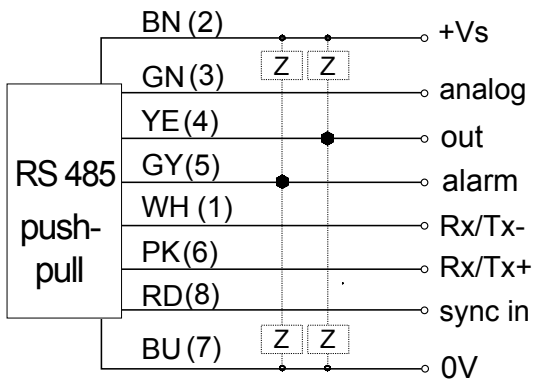 BN (2)
+Vs
Z Z
GN (3)
analog
YE (4)
out
GY (5)
alarm
RS 485
push-
pull
WH (1)
Rx/Tx-
PK (6)
Rx/Tx+
RD (8)
sync in
BU (7)
Z Z
0V